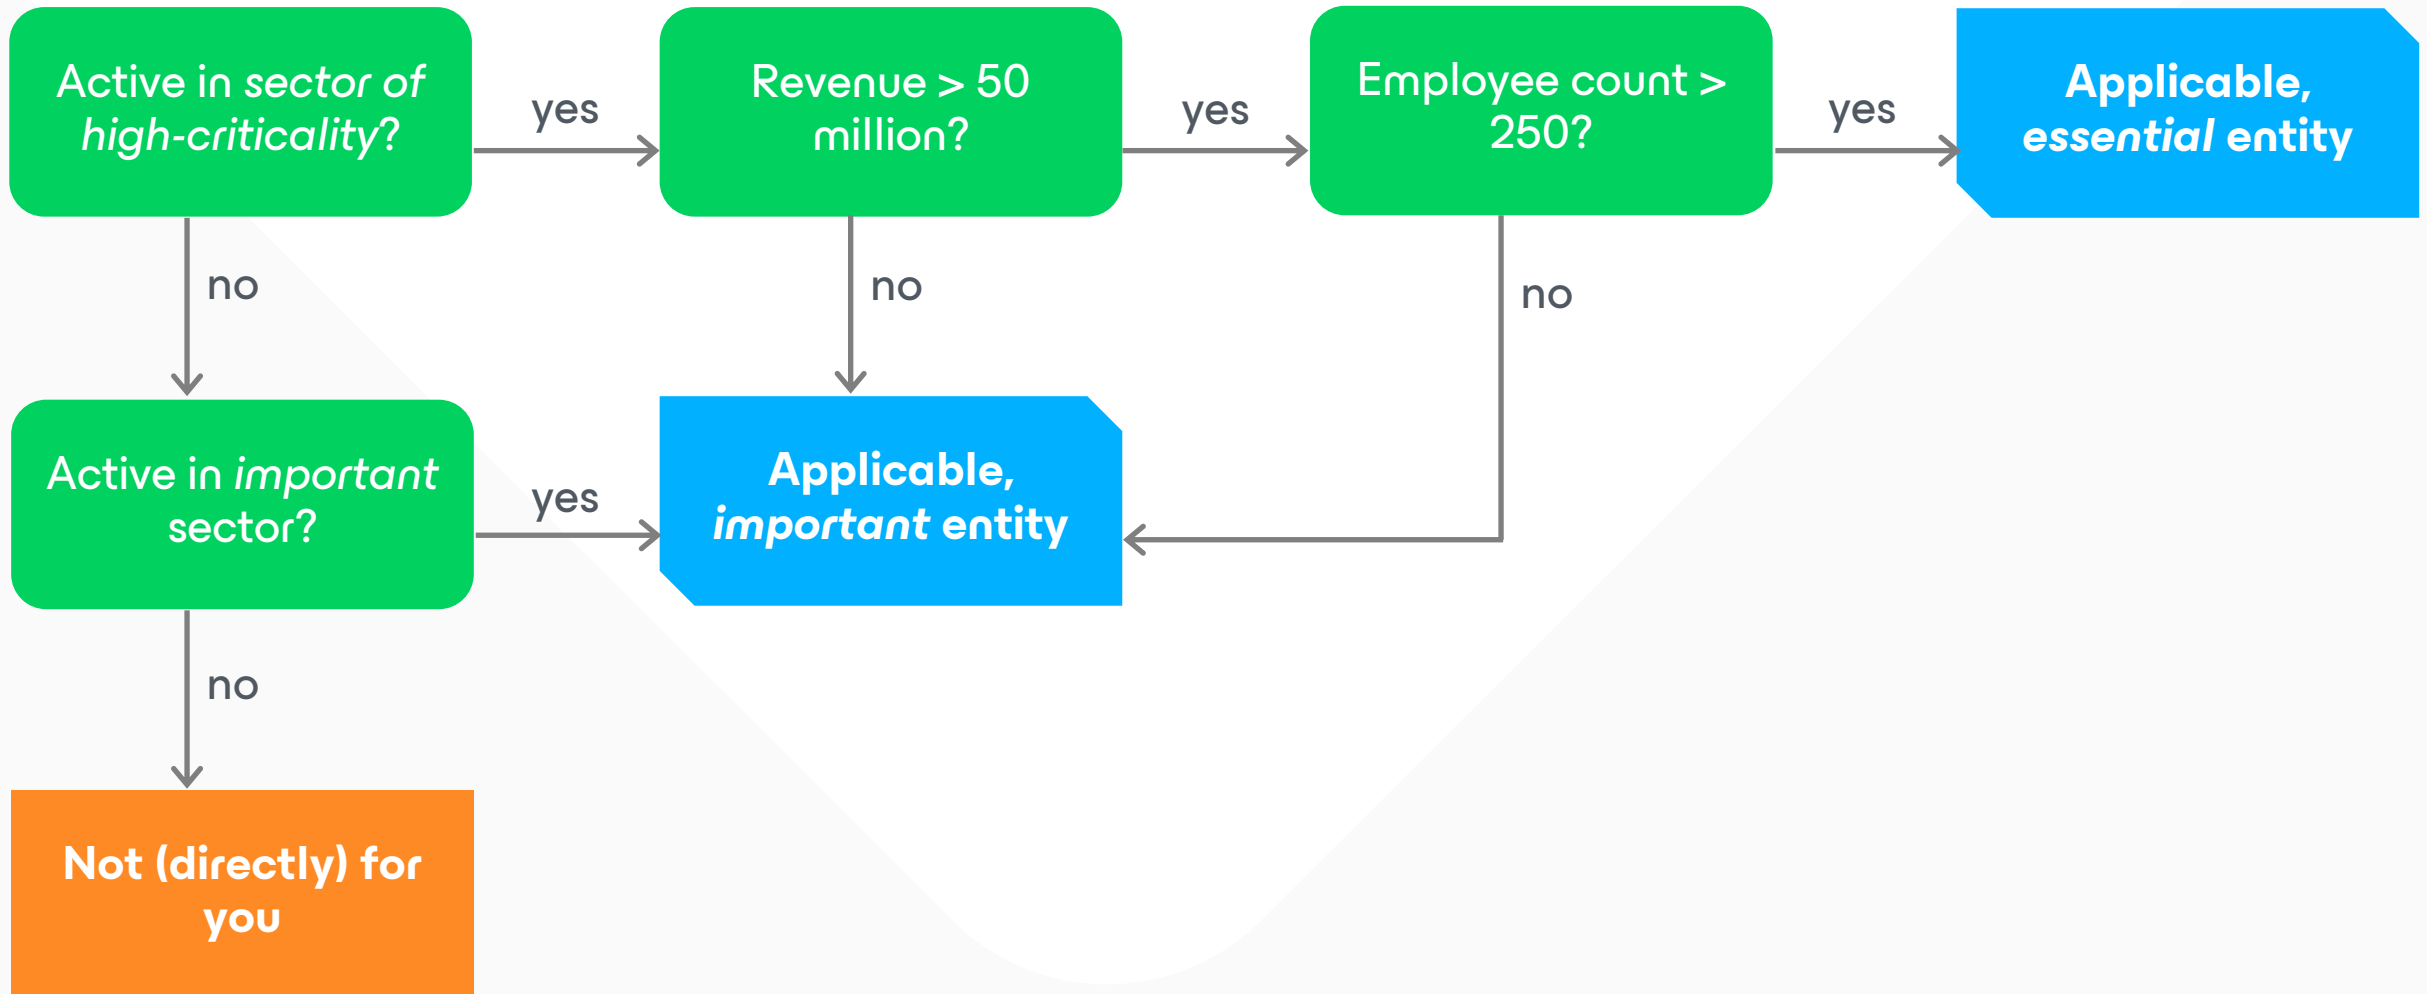 Active in sector of
high-criticality?
yes
Revenue > 50
million?
yes
Employee count >
250?
yes
Applicable,
essential entity
no
no
no
Active in important
sector?
yes
Applicable,
important entity
no
Not (directly) for
you